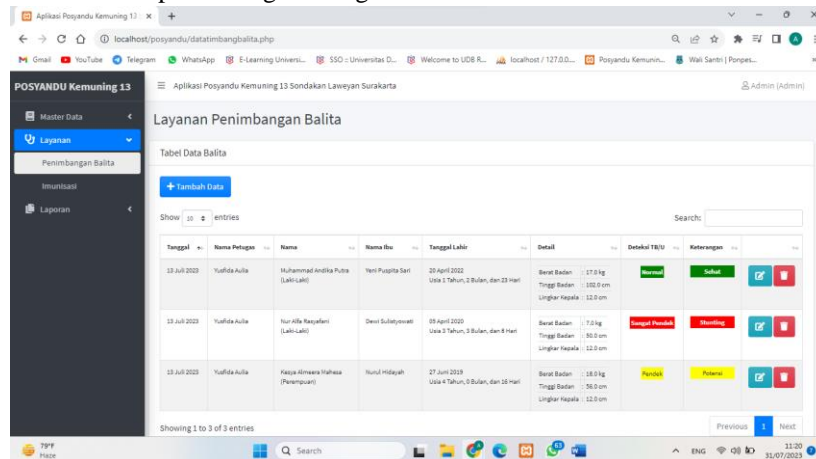 Aplikasi Posyandu Kemuning 13
localhost/posyandu/datatimbangbalita.php
Gmail YouTube Telegram WhatsApp E-Learning Universi... SSO :: Universitas D... Welcome to UDB R... localhost / 127.0.0... Posyandu Kemunin... Wali Santri | Ponpes...
POSYANDU Kemuning 13
Aplikasi Posyandu Kemuning 13 Sondakan Laweyan Surakarta
Admin (Admin)
Master Data
Layanan
Penimbangan Balita
Imunisasi
Laporan
Layanan Penimbangan Balita
Tabel Data Balita
+ Tambah Data
Show 10 entries
Search:
Tanggal Nama Petugas Nama Nama Ibu Tanggal Lahir Detail Deteksi TB/U Keterangan
13 Juli 2023 Yusfida Aulia Muhammad Andika Putra Yeni Puspita Sari 20 April 2022 Berat Badan : 17.0 kg Normal Sehat
(Laki-Laki) Usia 1 Tahun, 2 Bulan, dan 23 Hari Tinggi Badan : 102.0 cm
Lingkar Kepala : 12.0 cm
13 Juli 2023 Yusfida Aulia Nur Alfa Rasyafani Dewi Sulistyowati 05 April 2020 Berat Badan : 7.0 kg Sangat Pendek Stunting
(Laki-Laki) Usia 3 Tahun, 3 Bulan, dan 8 Hari Tinggi Badan : 50.0 cm
Lingkar Kepala : 12.0 cm
13 Juli 2023 Yusfida Aulia Nurul Hidayah 27 Juni 2019 Berat Badan : 18.0 kg Pendek Potensi
(Perempuan) Usia 4 Tahun, 0 Bulan, dan 16 Hari Tinggi Badan : 56.0 cm
Lingkar Kepala : 12.0 cm
Showing 1 to 3 of 3 entries
Previous 1 Next
79°F
Haze
Search
ENG
11:20
31/07/2023